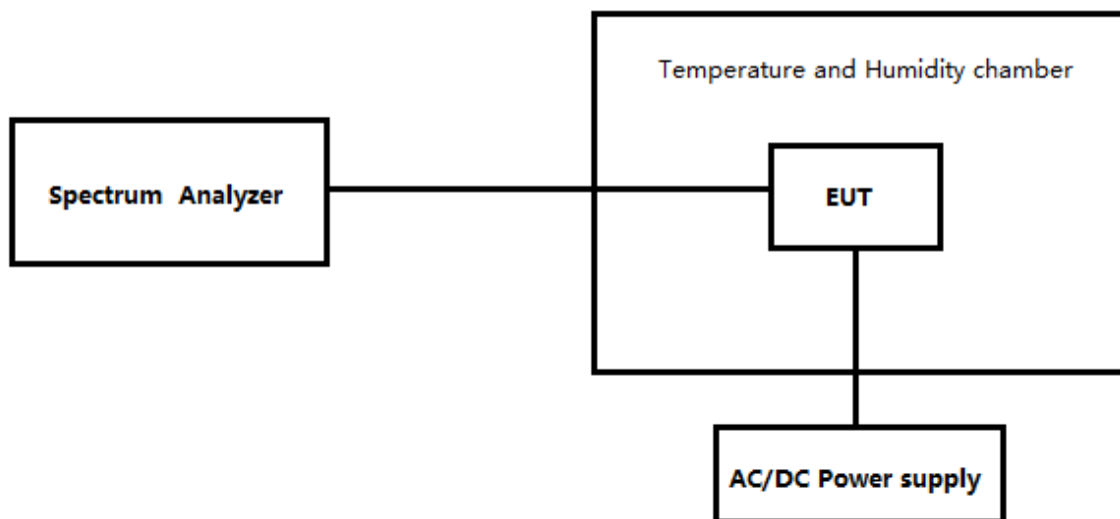 Temperature and Humidity chamber
Spectrum Analyzer
EUT
AC/DC Power supply